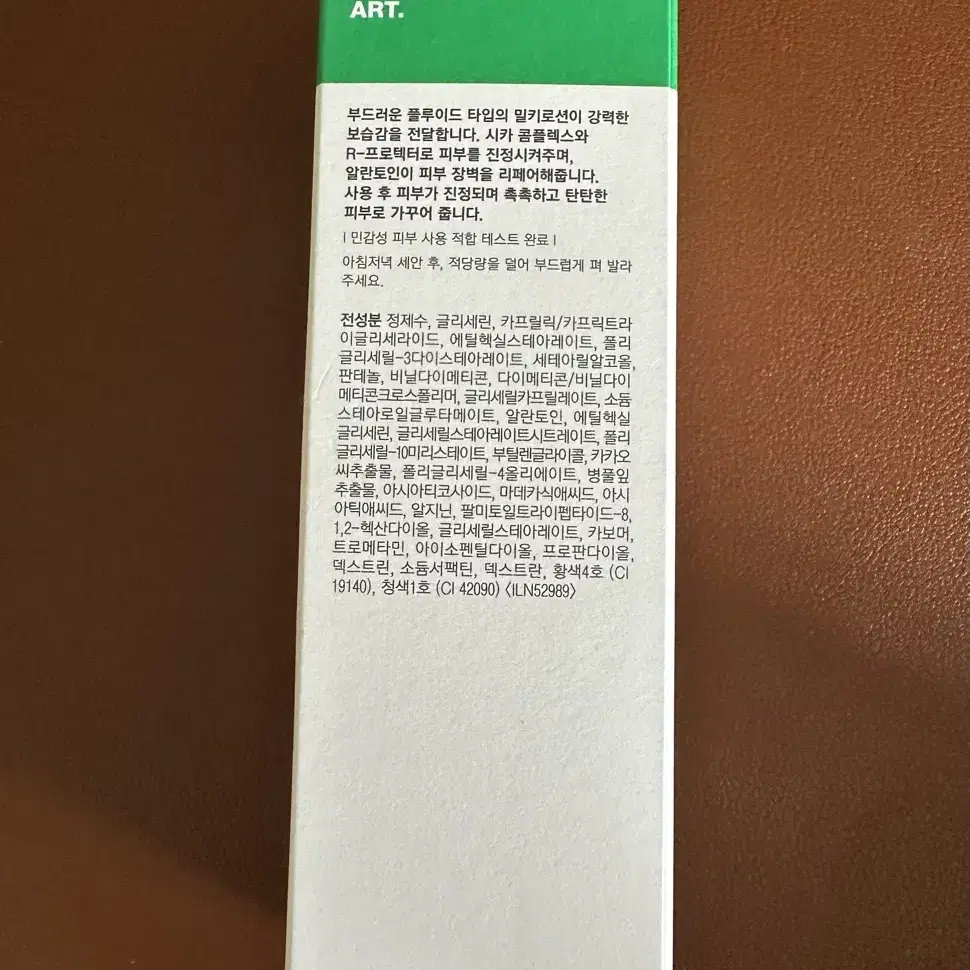 ART.
부드러운 플루이드 타입의 밀키로션이 강력한
보습감을 전달합니다. 시카 콤플렉스와
R-프로텍터로 피부를 진정시켜주며,
알란토인이 피부 장벽을 리페어해줍니다.
사용 후 피부가 진정되며 촉촉하고 탄탄한
피부로 가꾸어 줍니다.
| 민감성 피부 사용 적합 테스트 완료 |
아침저녁 세안 후, 적당량을 덜어 부드럽게 펴 발라
주세요.
전성분 정제수, 글리세린, 카프릴릭/카프릭트라
이글리세라이드, 에틸헥실스테아레이트, 폴리
글리세릴-3다이스테아레이트, 세테아릴알코올,
판테놀, 비닐다이메티콘, 다이메티콘/비닐다이
메티콘크로스폴리머, 글리세릴카프릴레이트, 소듐
스테아로일글루타메이트, 알란토인, 에틸헥실
글리세린, 글리세릴스테아레이트시트레이트, 폴리
글리세릴-10미리스테이트, 부틸렌글라이콜, 카카오
씨추출물, 폴리글리세릴-4올리에이트, 병풀잎
추출물, 아시아티코사이드, 마데카식애씨드, 아시
아틱애씨드, 알지닌, 팔미토일트라이펩타이드-8,
1,2-헥산다이올, 글리세릴스테아레이트, 카보머,
트로메타민, 아이소펜틸다이올, 프로판다이올,
덱스트린, 소듐서팩틴, 덱스트란, 황색4호 (CI
19140), 청색1호 (CI 42090) <ILN52989>